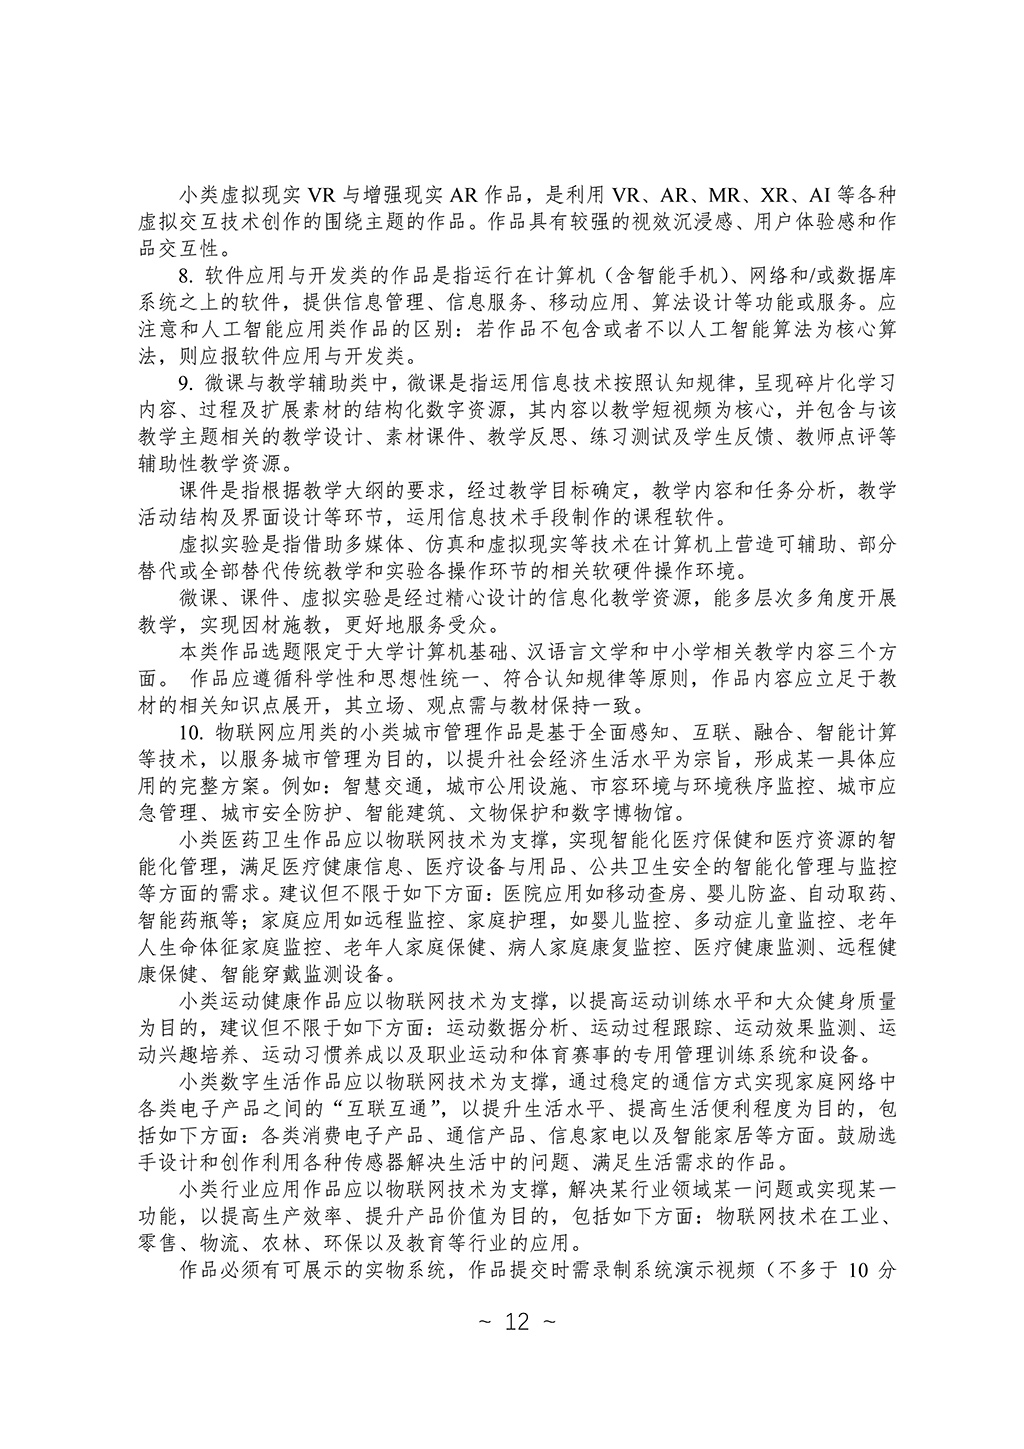 小类虚拟现实 VR 与增强现实 AR 作品，是利用 VR、AR、MR、XR、AI 等各种
虚拟交互技术创作的围绕主题的作品。作品具有较强的视效沉浸感、用户体验感和作
品交互性。
8. 软件应用与开发类的作品是指运行在计算机（含智能手机）、网络和/或数据库
系统之上的软件，提供信息管理、信息服务、移动应用、算法设计等功能或服务。应
注意和人工智能应用类作品的区别：若作品不包含或者不以人工智能算法为核心算
法，则应报软件应用与开发类。
9. 微课与教学辅助类中，微课是指运用信息技术按照认知规律，呈现碎片化学习
内容、过程及扩展素材的结构化数字资源，其内容以教学短视频为核心，并包含与该
教学主题相关的教学设计、素材课件、教学反思、练习测试及学生反馈、教师点评等
辅助性教学资源。
课件是指根据教学大纲的要求，经过教学目标确定，教学内容和任务分析，教学
活动结构及界面设计等环节，运用信息技术手段制作的课程软件。
虚拟实验是指借助多媒体、仿真和虚拟现实等技术在计算机上营造可辅助、部分
替代或全部替代传统教学和实验各操作环节的相关软硬件操作环境。
微课、课件、虚拟实验是经过精心设计的信息化教学资源，能多层次多角度开展
教学，实现因材施教，更好地服务受众。
本类作品选题限定于大学计算机基础、汉语言文学和中小学相关教学内容三个方
面。 作品应遵循科学性和思想性统一、符合认知规律等原则，作品内容应立足于教
材的相关知识点展开，其立场、观点需与教材保持一致。
10. 物联网应用类的小类城市管理作品是基于全面感知、互联、融合、智能计算
等技术，以服务城市管理为目的，以提升社会经济生活水平为宗旨，形成某一具体应
用的完整方案。例如：智慧交通，城市公用设施、市容环境与环境秩序监控、城市应
急管理、城市安全防护、智能建筑、文物保护和数字博物馆。
小类医药卫生作品应以物联网技术为支撑，实现智能化医疗保健和医疗资源的智
能化管理，满足医疗健康信息、医疗设备与用品、公共卫生安全的智能化管理与监控
等方面的需求。建议但不限于如下方面：医院应用如移动查房、婴儿防盗、自动取药、
智能药瓶等；家庭应用如远程监控、家庭护理，如婴儿监控、多动症儿童监控、老年
人生命体征家庭监控、老年人家庭保健、病人家庭康复监控、医疗健康监测、远程健
康保健、智能穿戴监测设备。
小类运动健康作品应以物联网技术为支撑，以提高运动训练水平和大众健身质量
为目的，建议但不限于如下方面：运动数据分析、运动过程跟踪、运动效果监测、运
动兴趣培养、运动习惯养成以及职业运动和体育赛事的专用管理训练系统和设备。
小类数字生活作品应以物联网技术为支撑，通过稳定的通信方式实现家庭网络中
各类电子产品之间的“互联互通”，以提升生活水平、提高生活便利程度为目的，包
括如下方面：各类消费电子产品、通信产品、信息家电以及智能家居等方面。鼓励选
手设计和创作利用各种传感器解决生活中的问题、满足生活需求的作品。
小类行业应用作品应以物联网技术为支撑，解决某行业领域某一问题或实现某一
功能，以提高生产效率、提升产品价值为目的，包括如下方面：物联网技术在工业、
零售、物流、农林、环保以及教育等行业的应用。
作品必须有可展示的实物系统，作品提交时需录制系统演示视频（不多于 10 分
~ 12 ~